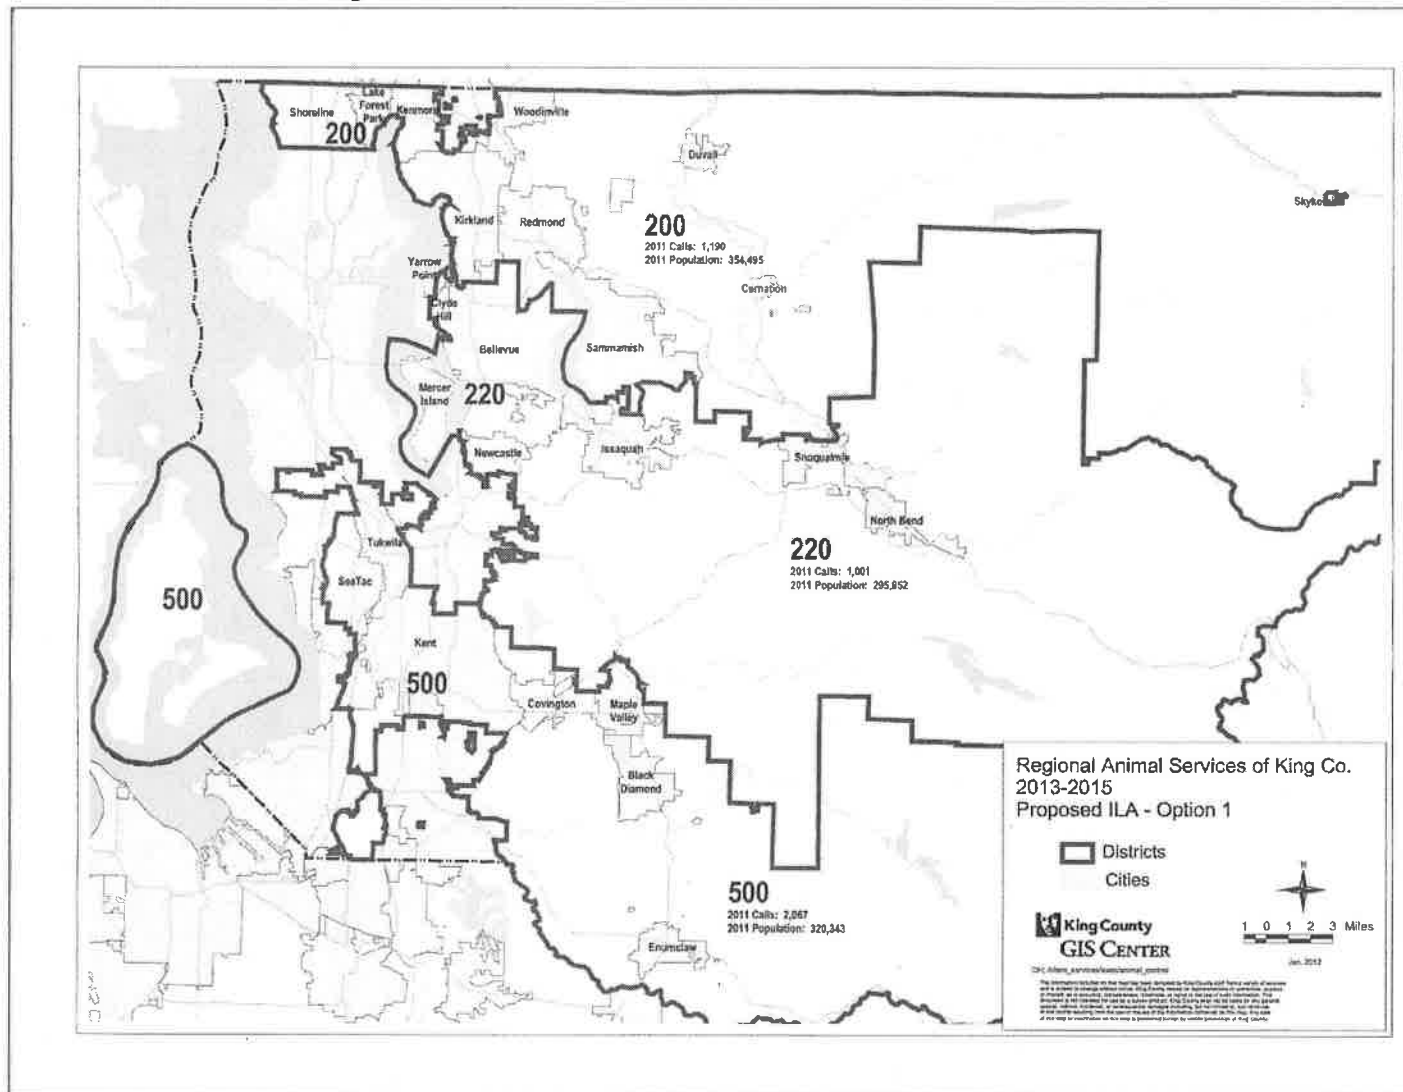 Shoreline
Lake
Forest
Park
Kenmore
Woodinville
200
Duvall
Skyko
Kirkland
Redmond
200
2011 Calls: 1,190
2011 Population: 354,495
Yarrow
Point
Carnation
Clyde
Hill
Bellevue
Sammamish
Mercer
Island
220
Newcastle
Issaquah
Snoqualmie
North Bend
Tukwila
220
2011 Calls: 1,001
2011 Population: 295,852
SeaTac
500
Kent
500
Covington
Maple
Valley
Black
Diamond
Regional Animal Services of King Co.
2013-2015
Proposed ILA - Option 1
Districts
Cities
N
500
2011 Calls: 2,067
2011 Population: 320,343
King County
GIS CENTER
1 0 1 2 3 Miles
Jan. 2012
Enumclaw